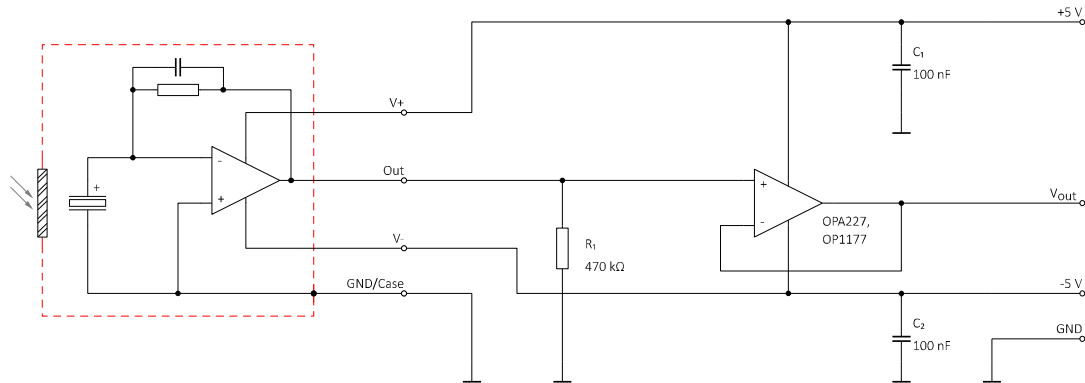 +5 V
C₁
100 nF
V+
-
+
Out
+
+
-
Vout
OPA227,
OP1177
R₁
470 kΩ
V-
GND/Case
-5 V
C₂
100 nF
GND